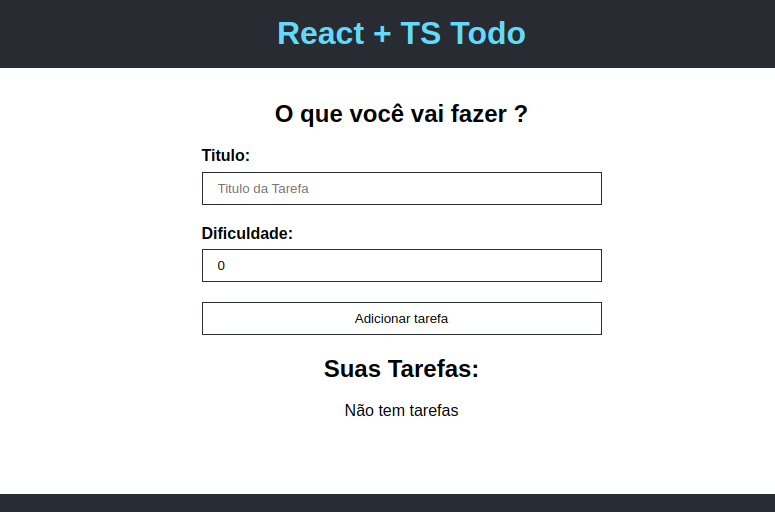 React + TS Todo
O que você vai fazer ?
Titulo:
Titulo da Tarefa
Dificuldade:
0
Adicionar tarefa
Suas Tarefas:
Não tem tarefas